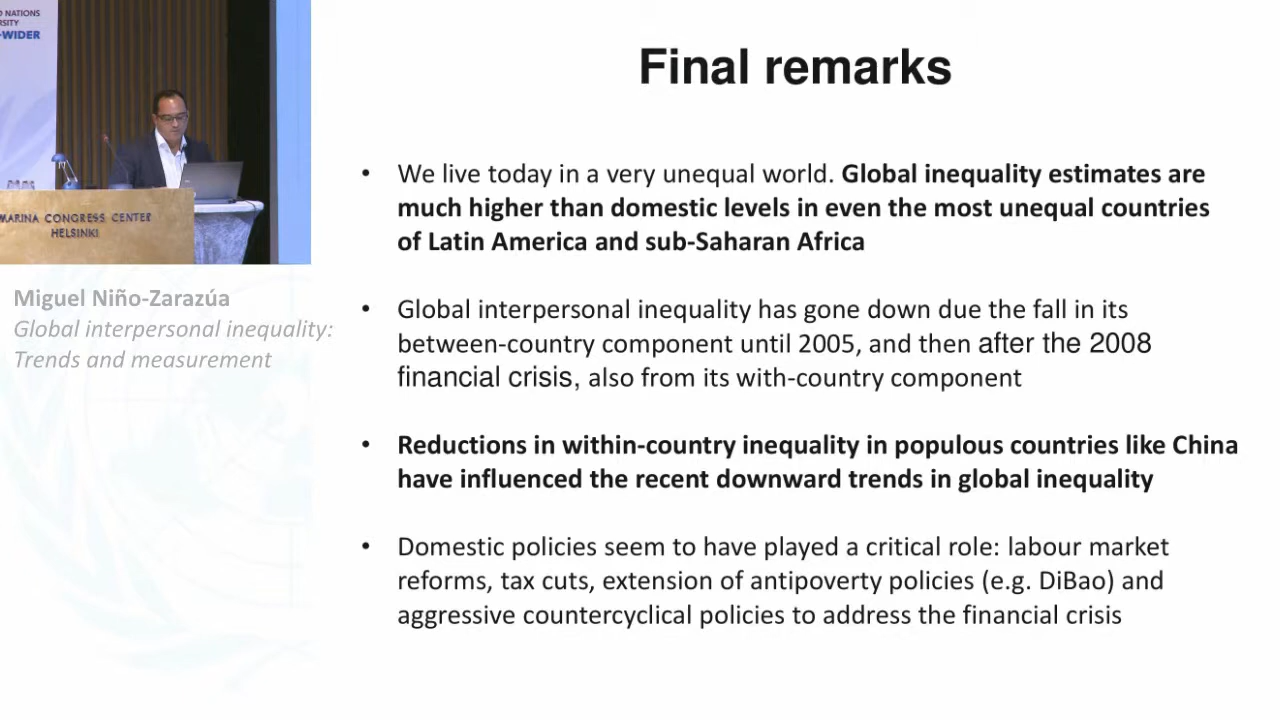 D NATIONS
RSITY
-WIDER
MARINA CONGRESS CENTER
HELSINKI
Miguel Niño-Zarazúa
Global interpersonal inequality:
Trends and measurement
Final remarks
• We live today in a very unequal world. Global inequality estimates are
much higher than domestic levels in even the most unequal countries
of Latin America and sub-Saharan Africa
• Global interpersonal inequality has gone down due the fall in its
between-country component until 2005, and then after the 2008
financial crisis, also from its with-country component
• Reductions in within-country inequality in populous countries like China
have influenced the recent downward trends in global inequality
• Domestic policies seem to have played a critical role: labour market
reforms, tax cuts, extension of antipoverty policies (e.g. DiBao) and
aggressive countercyclical policies to address the financial crisis